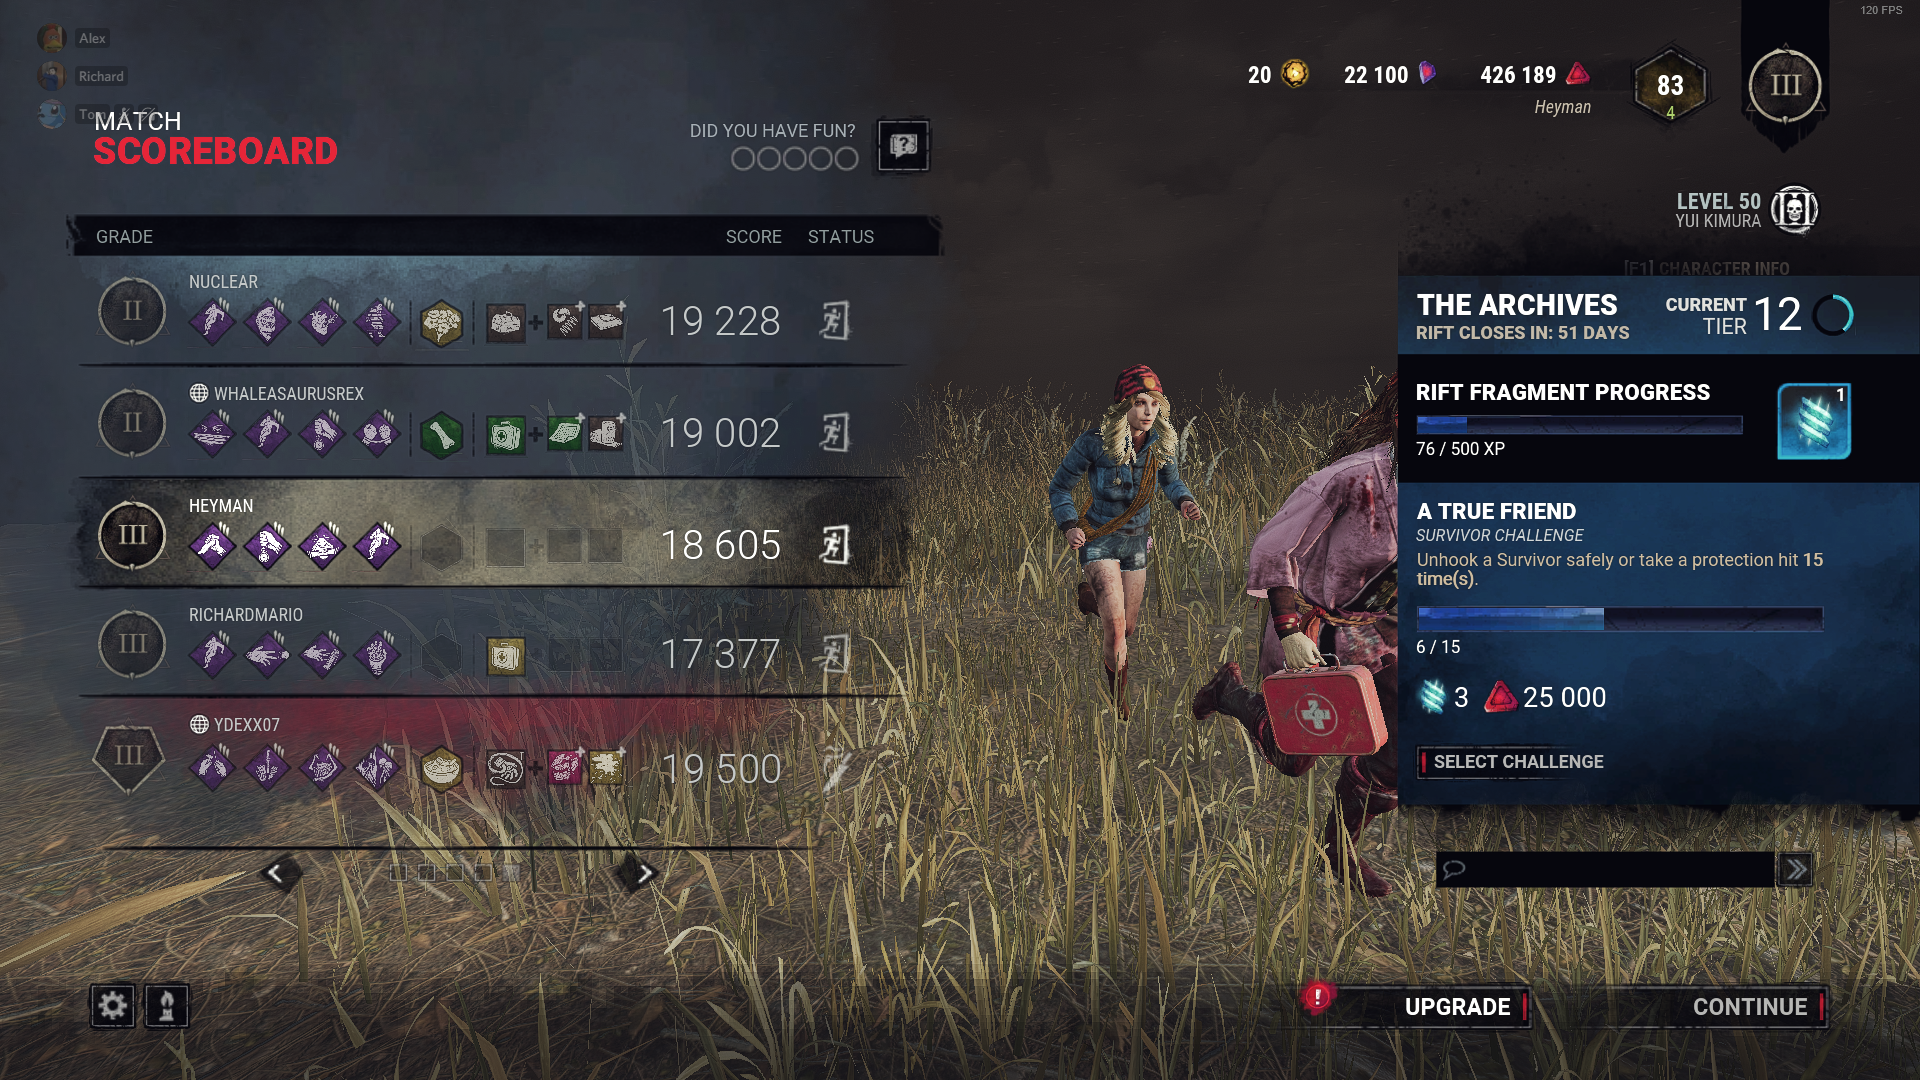 120 FPS
Alex
Richard
20
22 100
426 189
Heyman
83
4
III
MATCH
SCOREBOARD
DID YOU HAVE FUN?
LEVEL 50
YUI KIMURA
[F1] CHARACTER INFO
GRADE SCORE STATUS
II
NUCLEAR
19 228
II
WHALEASAURUSREX
19 002
III
HEYMAN
18 605
III
RICHARDMARIO
17 377
III
YDEXX07
19 500
THE ARCHIVES
RIFT CLOSES IN: 51 DAYS
CURRENT
TIER
12
RIFT FRAGMENT PROGRESS
1
76 / 500 XP
A TRUE FRIEND
SURVIVOR CHALLENGE
Unhook a Survivor safely or take a protection hit 15
time(s).
6 / 15
3
25 000
SELECT CHALLENGE
UPGRADE
CONTINUE